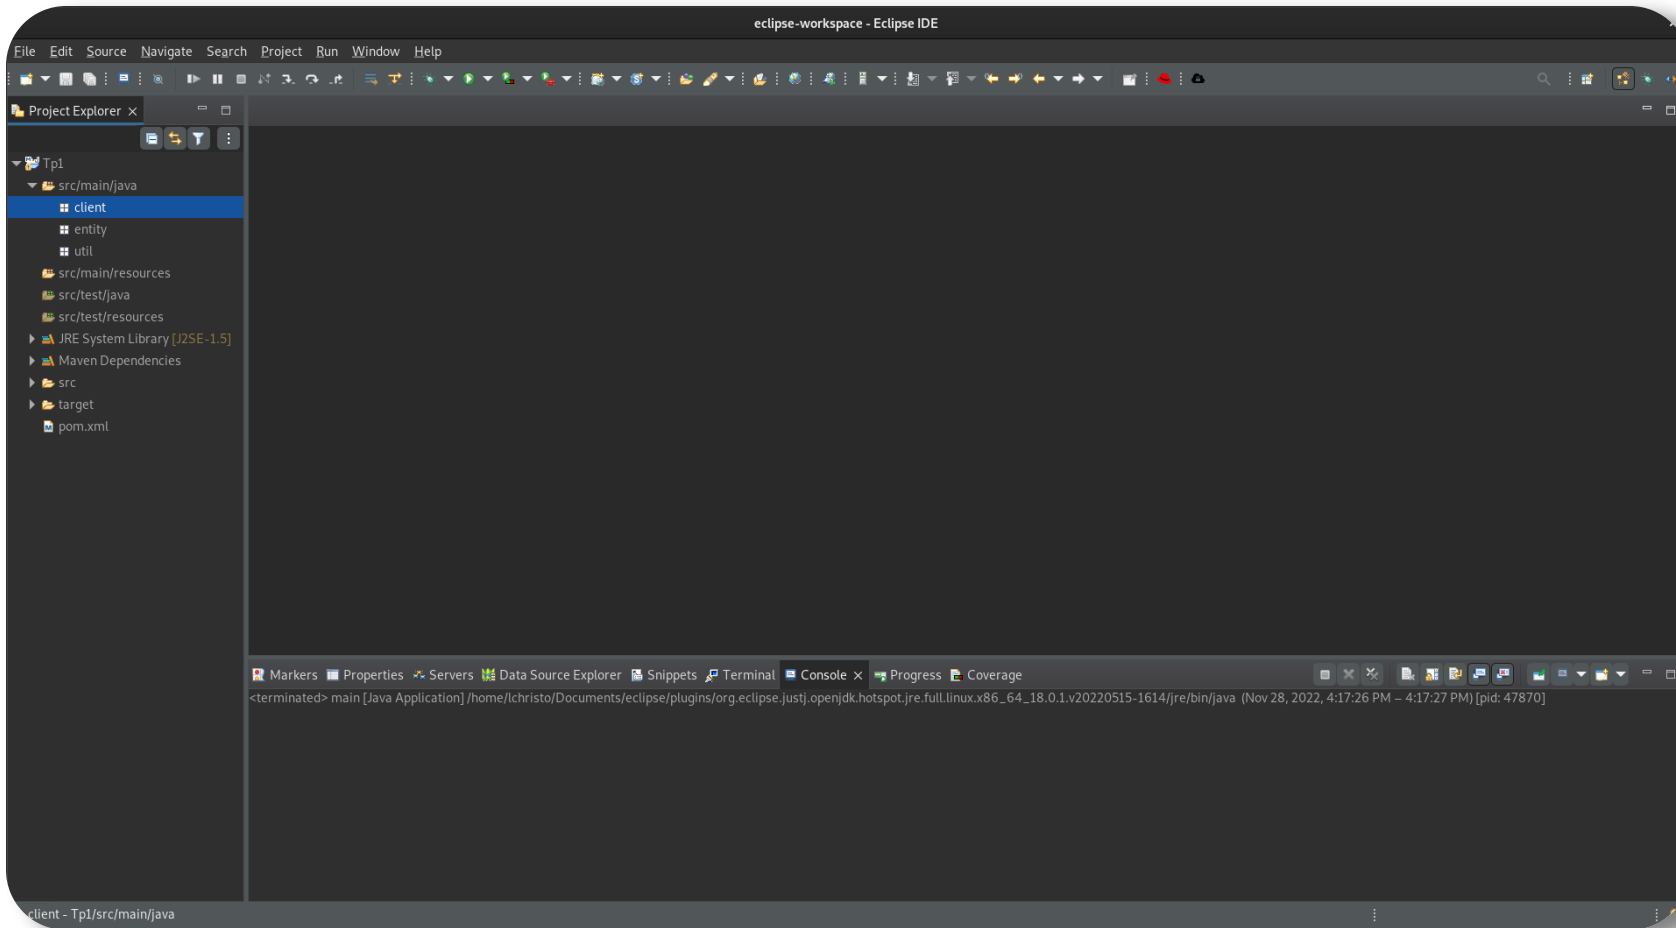 eclipse-workspace - Eclipse IDE
File Edit Source Navigate Search Project Run Window Help
Project Explorer
Tp1
src/main/java
client
entity
util
src/main/resources
src/test/java
src/test/resources
JRE System Library [J2SE-1.5]
Maven Dependencies
src
target
pom.xml
Markers Properties Servers Data Source Explorer Snippets Terminal Console Progress Coverage
<terminated> main [Java Application] /home/lchristo/Documents/eclipse/plugins/org.eclipse.justj.openjdk.hotspot.jre.full.linux.x86_64_18.0.1.v20220515-1614/jre/bin/java (Nov 28, 2022, 4:17:26 PM – 4:17:27 PM) [pid: 47870]
client - Tp1/src/main/java